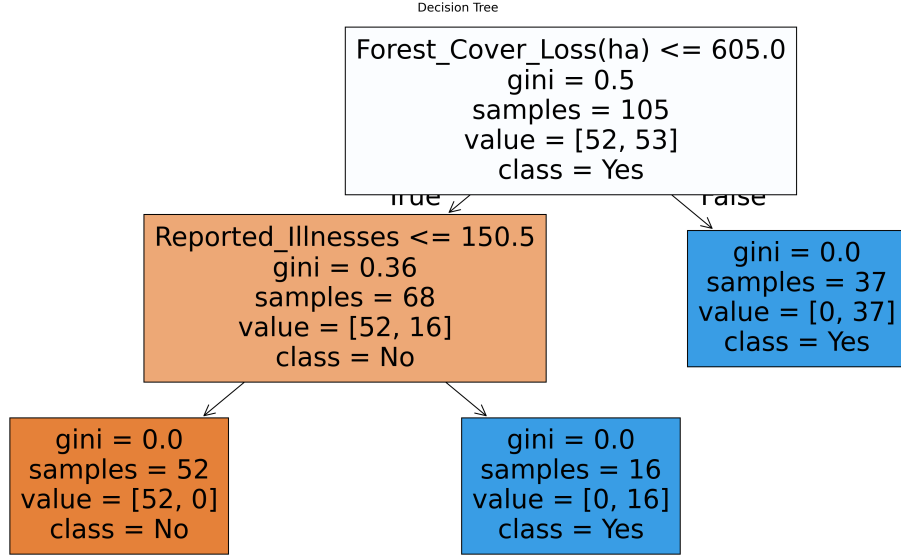 Decision Tree
Forest_Cover_Loss(ha) <= 605.0
gini = 0.5
samples = 105
value = [52, 53]
class = Yes
True
False
Reported_Illnesses <= 150.5
gini = 0.36
samples = 68
value = [52, 16]
class = No
gini = 0.0
samples = 37
value = [0, 37]
class = Yes
gini = 0.0
samples = 52
value = [52, 0]
class = No
gini = 0.0
samples = 16
value = [0, 16]
class = Yes